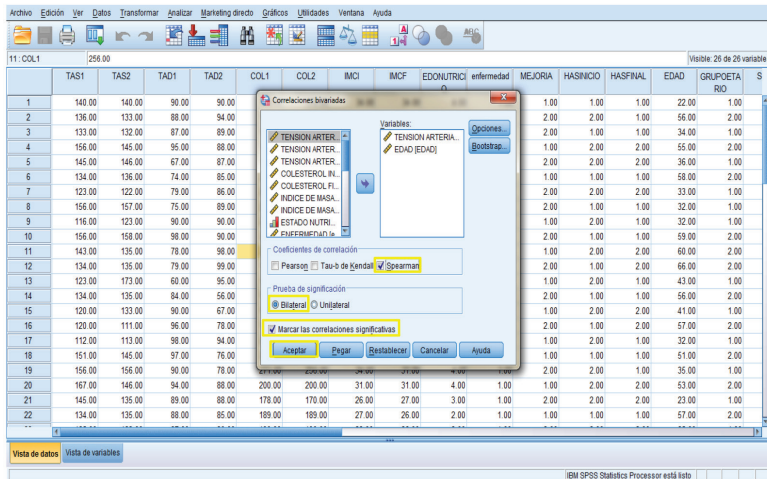 Archivo Edición Ver Datos Transformar Analizar Marketing directo Gráficos Utilidades Ventana Ayuda
11 : COL1 256.00 Visible: 26 de 26 variable
TAS1 TAS2 TAD1 TAD2 COL1 COL2 IMCI IMCF EDONUTRICI enfermedad MEJORIA HASINICIO HASFINAL EDAD GRUPOETA RIO S
1 140.00 140.00 90.00 90.00 1.00 1.00 1.00 22.00 1.00
2 136.00 133.00 88.00 94.00 2.00 2.00 1.00 56.00 2.00
3 133.00 132.00 87.00 89.00 1.00 1.00 1.00 34.00 1.00
4 156.00 145.00 95.00 88.00 2.00 1.00 2.00 55.00 2.00
5 145.00 146.00 67.00 87.00 2.00 1.00 2.00 36.00 1.00
6 134.00 136.00 74.00 85.00 1.00 1.00 1.00 58.00 2.00
7 123.00 122.00 79.00 86.00 2.00 2.00 2.00 33.00 1.00
8 156.00 157.00 75.00 89.00 2.00 1.00 1.00 32.00 1.00
9 116.00 123.00 90.00 90.00 1.00 2.00 1.00 32.00 1.00
10 156.00 158.00 98.00 90.00 2.00 1.00 1.00 59.00 2.00
11 143.00 135.00 78.00 98.00 2.00 1.00 2.00 60.00 2.00
12 134.00 135.00 79.00 99.00 2.00 1.00 2.00 66.00 2.00
13 123.00 173.00 60.00 95.00 1.00 2.00 1.00 43.00 1.00
14 134.00 135.00 84.00 56.00 2.00 1.00 1.00 56.00 2.00
15 120.00 133.00 90.00 67.00 1.00 2.00 2.00 41.00 1.00
16 120.00 111.00 96.00 78.00 2.00 2.00 2.00 57.00 2.00
17 112.00 113.00 98.00 94.00 1.00 2.00 1.00 32.00 1.00
18 151.00 145.00 97.00 76.00 1.00 1.00 1.00 51.00 2.00
19 156.00 156.00 90.00 78.00 2.00 1.00 2.00 35.00 1.00
20 167.00 146.00 94.00 88.00 200.00 200.00 31.00 31.00 4.00 1.00 1.00 2.00 2.00 53.00 2.00
21 145.00 135.00 89.00 88.00 178.00 170.00 26.00 27.00 3.00 1.00 1.00 2.00 2.00 23.00 1.00
22 134.00 135.00 88.00 85.00 189.00 189.00 27.00 26.00 2.00 1.00 1.00 1.00 1.00 57.00 2.00
Correlaciones bivariadas
Variables:
TENSION ARTER...
TENSION ARTER...
TENSION ARTER...
COLESTEROL IN...
COLESTEROL FI...
INDICE DE MASA...
INDICE DE MASA...
ESTADO NUTRI...
ENFERMEDAD [e...
TENSION ARTERIA...
EDAD [EDAD]
Opciones...
Bootstrap...
Coeficientes de correlación
Pearson Tau-b de Kendall Spearman
Prueba de significación
Bilateral Unilateral
Marcar las correlaciones significativas
Aceptar Pegar Restablecer Cancelar Ayuda
Vista de datos Vista de variables
IBM SPSS Statistics Processor está listo